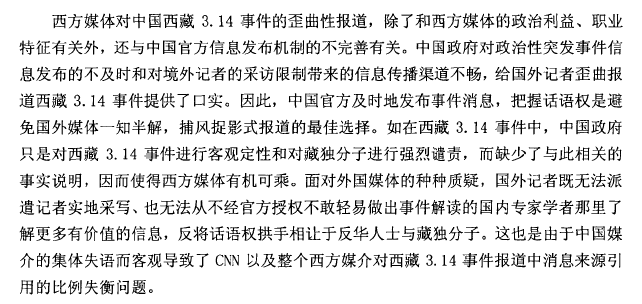 西方媒体对中国西藏 3.14 事件的歪曲性报道，除了和西方媒体的政治利益、职业
特征有关外，还与中国官方信息发布机制的不完善有关。中国政府对政治性突发事件信
息发布的不及时和对境外记者的采访限制带来的信息传播渠道不畅，给国外记者歪曲报
道西藏 3.14 事件提供了口实。因此，中国官方及时地发布事件消息，把握话语权是避
免国外媒体一知半解，捕风捉影式报道的最佳选择。如在西藏 3.14 事件中，中国政府
只是对西藏 3.14 事件进行客观定性和对藏独分子进行强烈谴责，而缺少了与此相关的
事实说明，因而使得西方媒体有机可乘。面对外国媒体的种种质疑，国外记者既无法派
遣记者实地采写、也无法从不经官方授权不敢轻易做出事件解读的国内专家学者那里了
解更多有价值的信息，反将话语权拱手相让于反华人士与藏独分子。这也是由于中国媒
介的集体失语而客观导致了 CNN 以及整个西方媒介对西藏 3.14 事件报道中消息来源引
用的比例失衡问题。